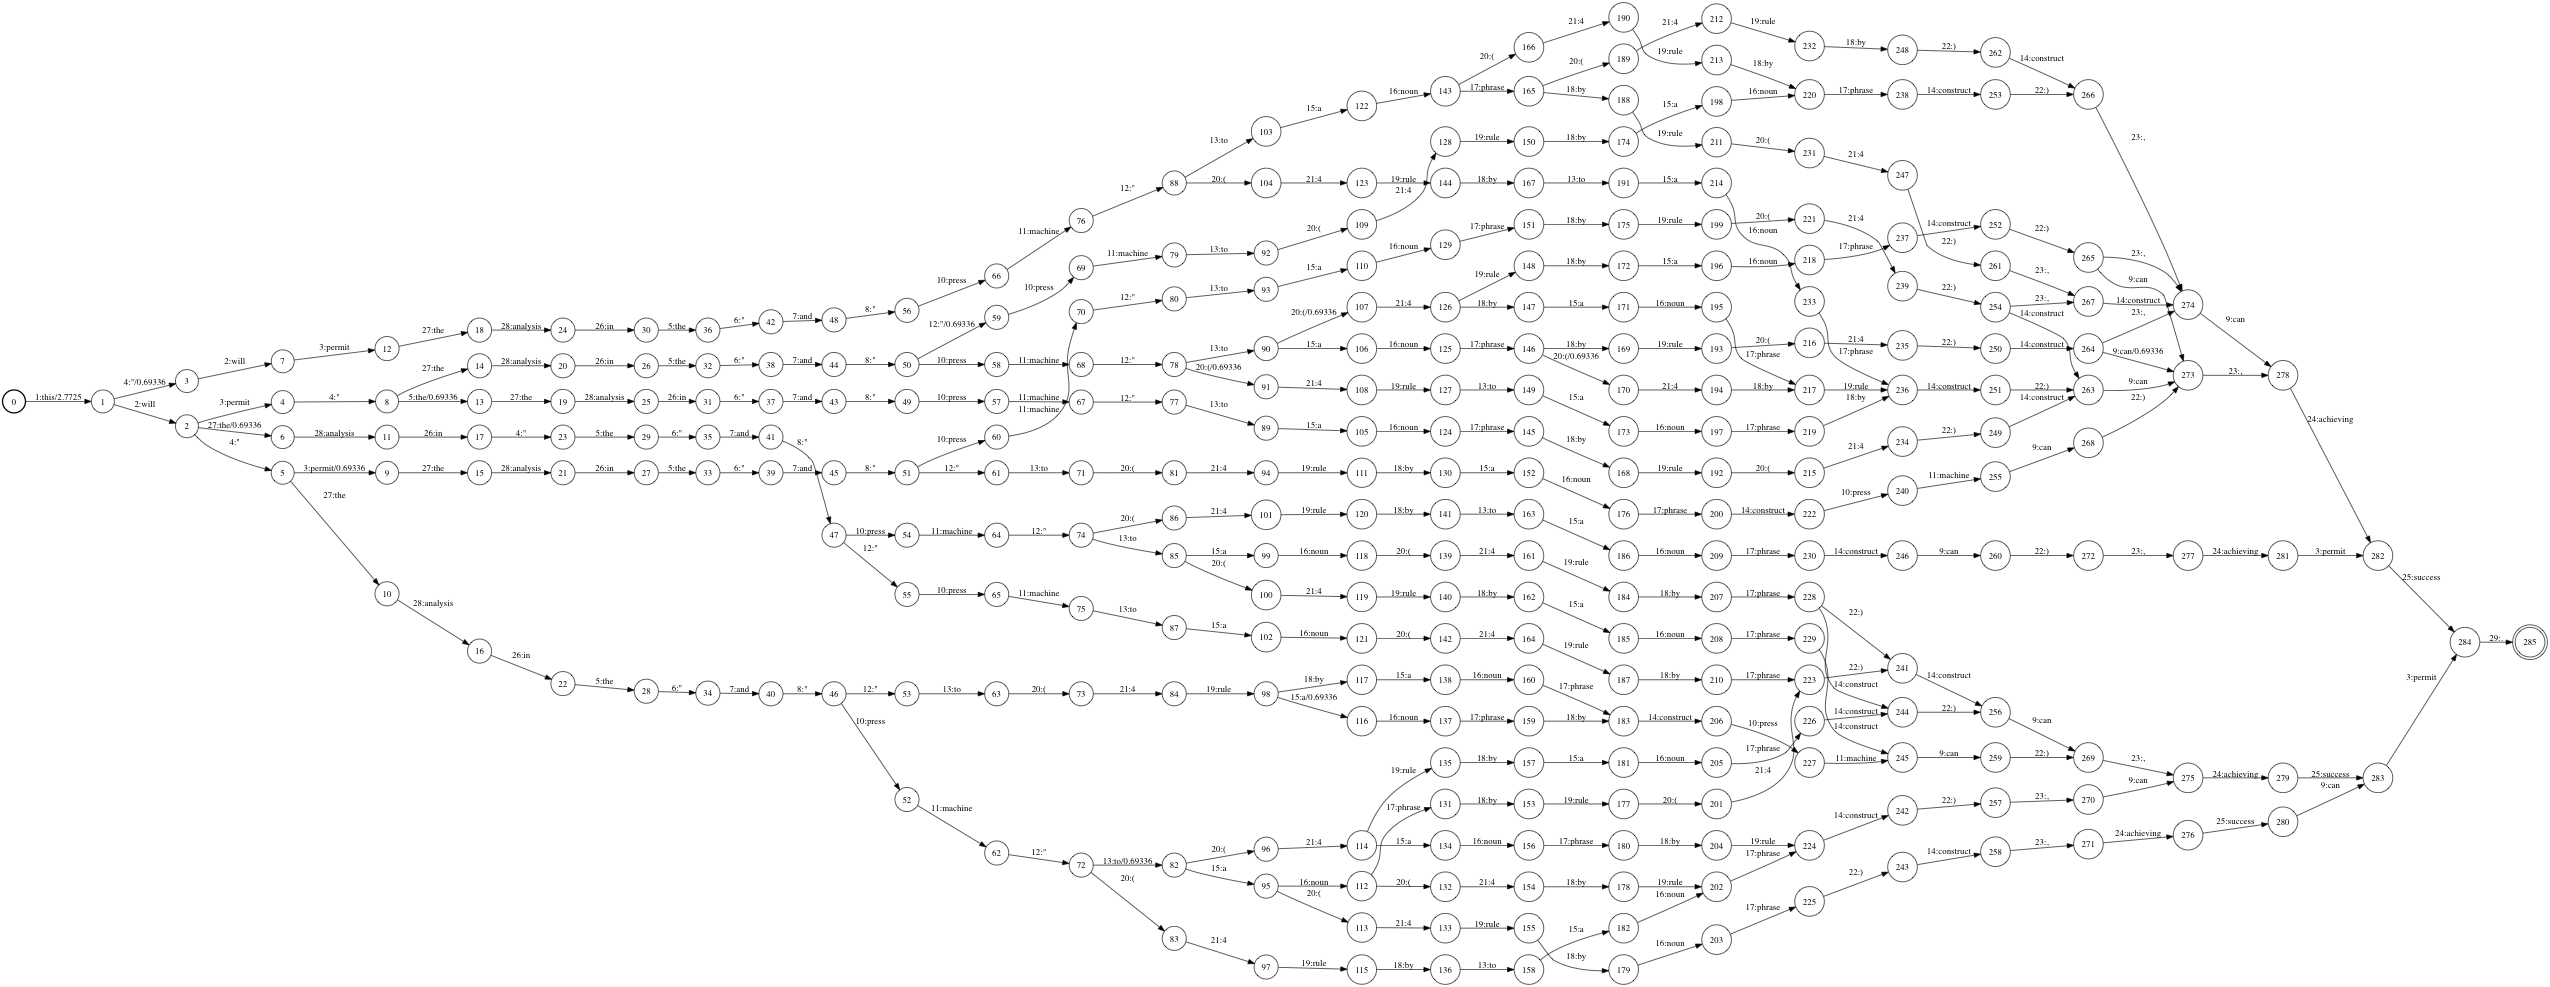 190 21:4 212 19:rule 232 18:by 248 22:) 262 14:construct
166 21:4 19:rule 213 18:by
20:( 189 20:(
103 15:a 122 16:noun 143 17:phrase 165 18:by 188 15:a 198 16:noun 220 17:phrase 238 14:construct 253 22:) 266 23:,
13:to 128 19:rule 150 18:by 174 19:rule 211 20:( 231 21:4 247
12:" 88 20:( 104 21:4 123 19:rule 144 18:by 167 13:to 191 15:a 214 16:noun
76 20:( 109 21:4 129 17:phrase 151 18:by 175 19:rule 199 20:( 221 21:4 237 14:construct 252 22:) 265 23:, 9:can
11:machine 69 11:machine 79 13:to 92 110 16:noun 148 18:by 172 15:a 196 16:noun 218 17:phrase 22:) 261 23:,
10:press 66 10:press 80 13:to 93 15:a 19:rule 239 22:) 254 23:, 267 14:construct 274
8:" 56 59 70 12:" 20:(/0.69336 107 21:4 126 18:by 147 15:a 171 16:noun 195 233 14:construct 9:can
27:the 18 28:analysis 24 26:in 30 5:the 36 6:" 42 7:and 48 12:"/0.69336
2:will 7 3:permit 12 13:to 90 15:a 106 16:noun 125 17:phrase 146 18:by 169 19:rule 193 20:( 216 21:4 235 22:) 250 14:construct 264 23:, 9:can/0.69336
27:the 14 28:analysis 20 26:in 26 5:the 32 6:" 38 7:and 44 8:" 50 10:press 58 11:machine 68 12:" 78 20:(/0.69336 17:phrase 17:phrase
4:"/0.69336 3 91 21:4 108 19:rule 127 13:to 149 20:(/0.69336 170 21:4 194 18:by 217 19:rule 236 14:construct 251 22:) 263 9:can 273 23:, 278
0 1:this/2.7725 1 2:will 3:permit 4 4:" 8 5:the/0.69336 13 27:the 19 28:analysis 25 26:in 31 6:" 37 7:and 43 8:" 49 10:press 57 11:machine 67 12:" 77 13:to 15:a 18:by 14:construct 22:)
2 27:the/0.69336 6 28:analysis 11 26:in 17 4:" 23 5:the 29 6:" 35 7:and 41 8:" 10:press 60 11:machine 89 15:a 105 16:noun 124 17:phrase 145 18:by 173 16:noun 197 17:phrase 219 21:4 234 22:) 249 9:can 268 24:achieving
4:" 5 3:permit/0.69336 9 27:the 15 28:analysis 21 26:in 27 5:the 33 6:" 39 7:and 45 8:" 51 12:" 61 13:to 71 20:( 81 21:4 94 19:rule 111 18:by 130 15:a 152 16:noun 168 19:rule 192 20:( 215 10:press 240 11:machine 255
27:the 20:( 86 21:4 101 19:rule 120 18:by 141 13:to 163 15:a 176 17:phrase 200 14:construct 222
47 10:press 54 11:machine 64 12:" 74 13:to 85 15:a 99 16:noun 118 20:( 139 21:4 161 19:rule 186 16:noun 209 17:phrase 230 14:construct 246 9:can 260 22:) 272 23:, 277 24:achieving 281 3:permit 282
10 12:" 55 10:press 65 11:machine 75 13:to 20:( 100 21:4 119 19:rule 140 18:by 162 15:a 184 18:by 207 17:phrase 228 22:) 25:success
28:analysis 87 15:a 102 16:noun 121 20:( 142 21:4 164 19:rule 185 16:noun 208 17:phrase 229 284 29:. 285
16 26:in 22:) 241 14:construct
22 5:the 28 6:" 34 7:and 40 8:" 46 12:" 53 13:to 63 20:( 73 21:4 84 19:rule 98 18:by 117 15:a 138 16:noun 160 17:phrase 187 18:by 210 17:phrase 223 14:construct 3:permit
10:press 15:a/0.69336 116 16:noun 137 17:phrase 159 18:by 183 14:construct 206 10:press 226 14:construct 244 22:) 256 9:can
19:rule 135 18:by 157 15:a 181 16:noun 205 17:phrase 227 11:machine 14:construct 245 9:can 259 22:) 269 23:,
52 11:machine 17:phrase 131 18:by 153 19:rule 177 20:( 201 21:4 14:construct 242 22:) 257 23:, 270 9:can 275 24:achieving 279 25:success 283
62 12:" 20:( 96 21:4 114 15:a 134 16:noun 156 17:phrase 180 18:by 204 19:rule 224 14:construct 258 23:, 271 24:achieving 276 25:success 280 9:can
72 13:to/0.69336 82 15:a 95 16:noun 112 20:( 132 21:4 154 18:by 178 19:rule 202 17:phrase 22:) 243
20:( 20:( 113 21:4 133 19:rule 155 15:a 182 16:noun 17:phrase 225
83 21:4 97 19:rule 115 18:by 136 13:to 158 18:by 179 16:noun 203